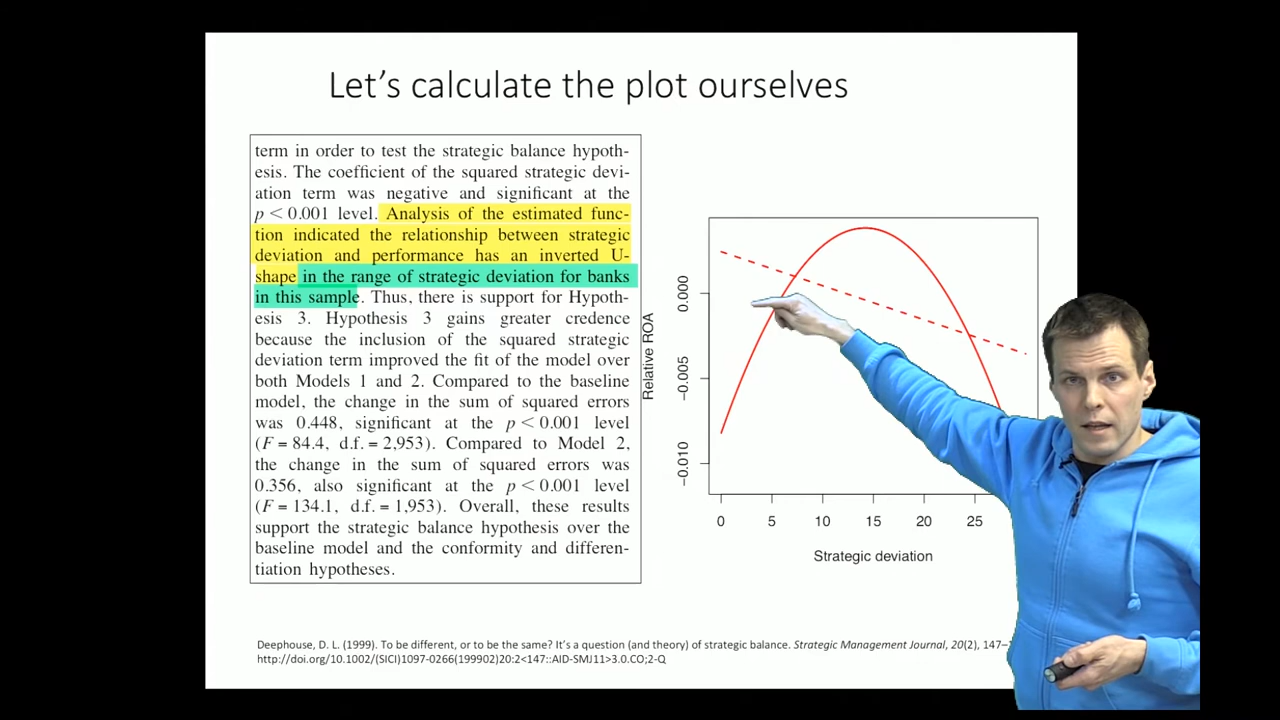 Let's calculate the plot ourselves
term in order to test the strategic balance hypoth-
esis. The coefficient of the squared strategic devi-
ation term was negative and significant at the
p < 0.001 level. Analysis of the estimated func-
tion indicated the relationship between strategic
deviation and performance has an inverted U-
shape in the range of strategic deviation for banks
in this sample. Thus, there is support for Hypoth-
esis 3. Hypothesis 3 gains greater credence
because the inclusion of the squared strategic
deviation term improved the fit of the model over
both Models 1 and 2. Compared to the baseline
model, the change in the sum of squared errors
was 0.448, significant at the p < 0.001 level
(F = 84.4, d.f. = 2,953). Compared to Model 2,
the change in the sum of squared errors was
0.356, also significant at the p < 0.001 level
(F = 134.1, d.f. = 1,953). Overall, these results
support the strategic balance hypothesis over the
baseline model and the conformity and differen-
tiation hypotheses.
Relative ROA
0.000
−0.005
−0.010
0 5 10 15 20 25
Strategic deviation
Deephouse, D. L. (1999). To be different, or to be the same? It's a question (and theory) of strategic balance. Strategic Management Journal, 20(2), 147–
http://doi.org/10.1002/(SICI)1097-0266(199902)20:2<147::AID-SMJ11>3.0.CO;2-Q